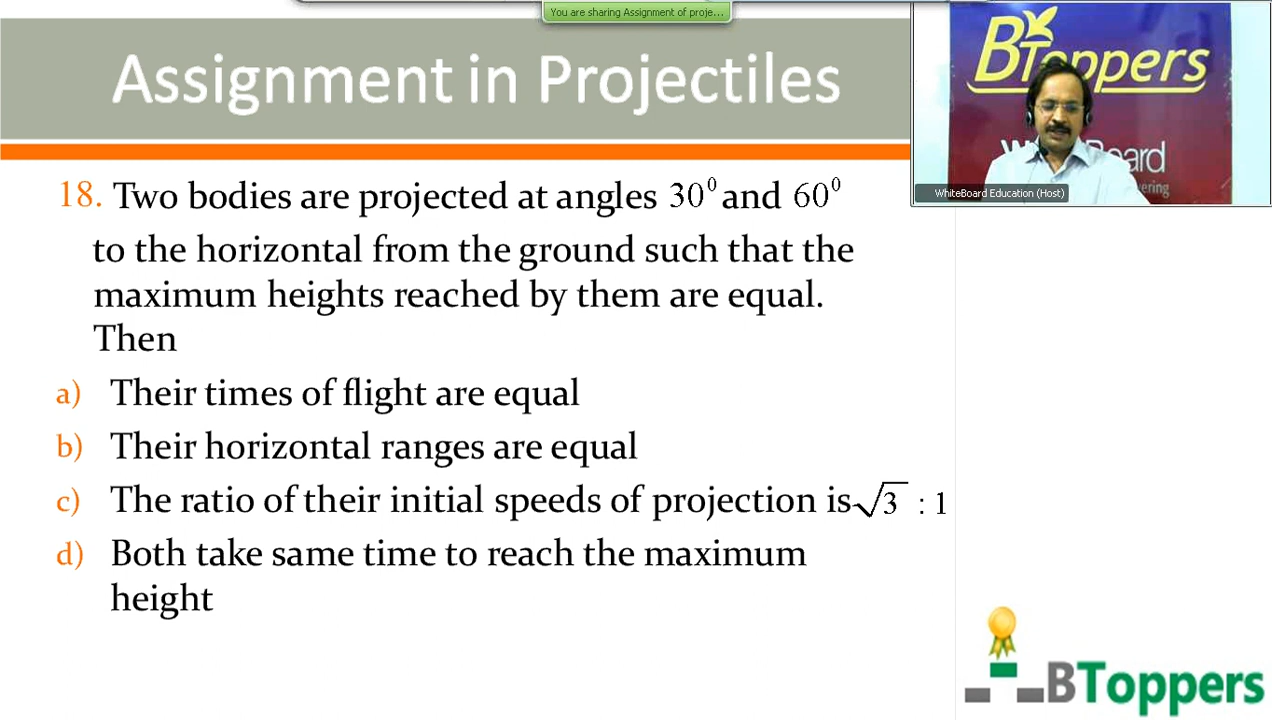 You are sharing Assignment of proje...
Assignment in Projectiles
BToppers
WhiteBoard Education (Host)
18. Two bodies are projected at angles 30⁰ and 60⁰
to the horizontal from the ground such that the
maximum heights reached by them are equal.
Then
a) Their times of flight are equal
b) Their horizontal ranges are equal
c) The ratio of their initial speeds of projection is √3 : 1
d) Both take same time to reach the maximum
height
BToppers